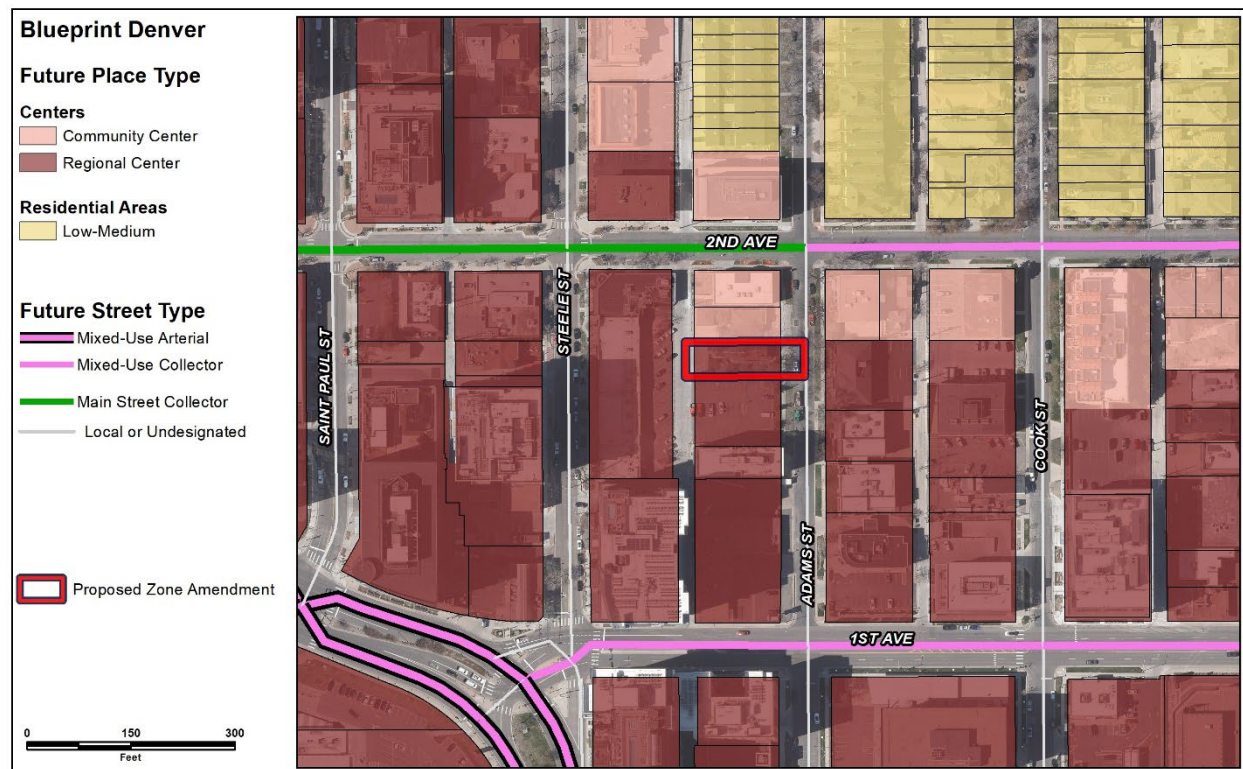 Blueprint Denver
Future Place Type
Centers
Community Center
Regional Center
Residential Areas
Low-Medium
Future Street Type
Mixed-Use Arterial
Mixed-Use Collector
Main Street Collector
Local or Undesignated
Proposed Zone Amendment
0 150 300
Feet
2ND AVE
SAINT PAUL ST
STEELE ST
ADAMS ST
COOK ST
1ST AVE